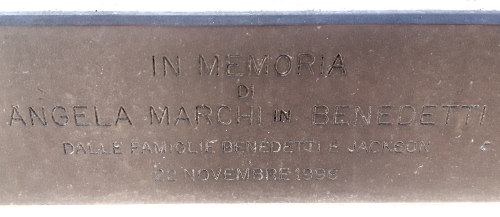 IN MEMORIA
DI
ANGELA MARCHI IN BENEDETTI
DALLE FAMIGLIE BENEDETTI E JACKSON
22 NOVEMBRE 1999